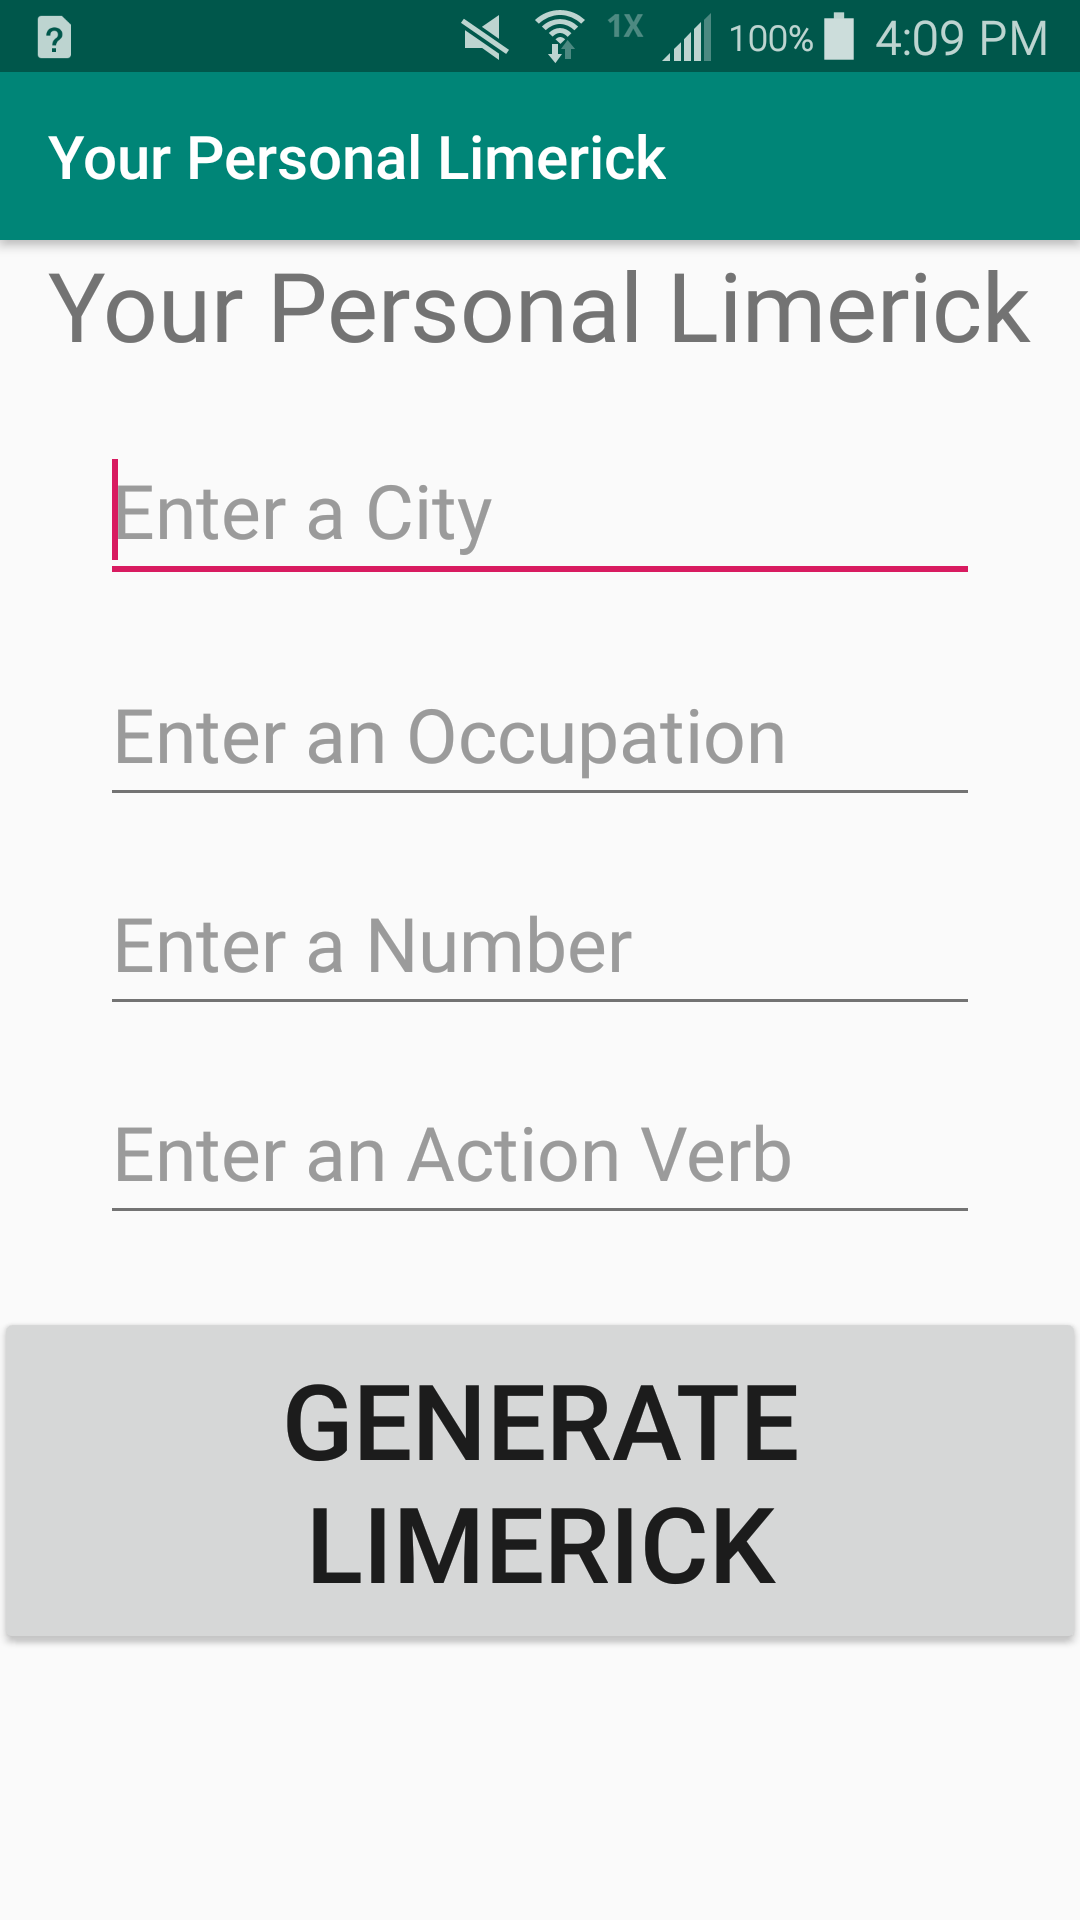 ? 1X 100% 4:09 PM
Your Personal Limerick
Your Personal Limerick
Enter a City
Enter an Occupation
Enter a Number
Enter an Action Verb
GENERATE
LIMERICK